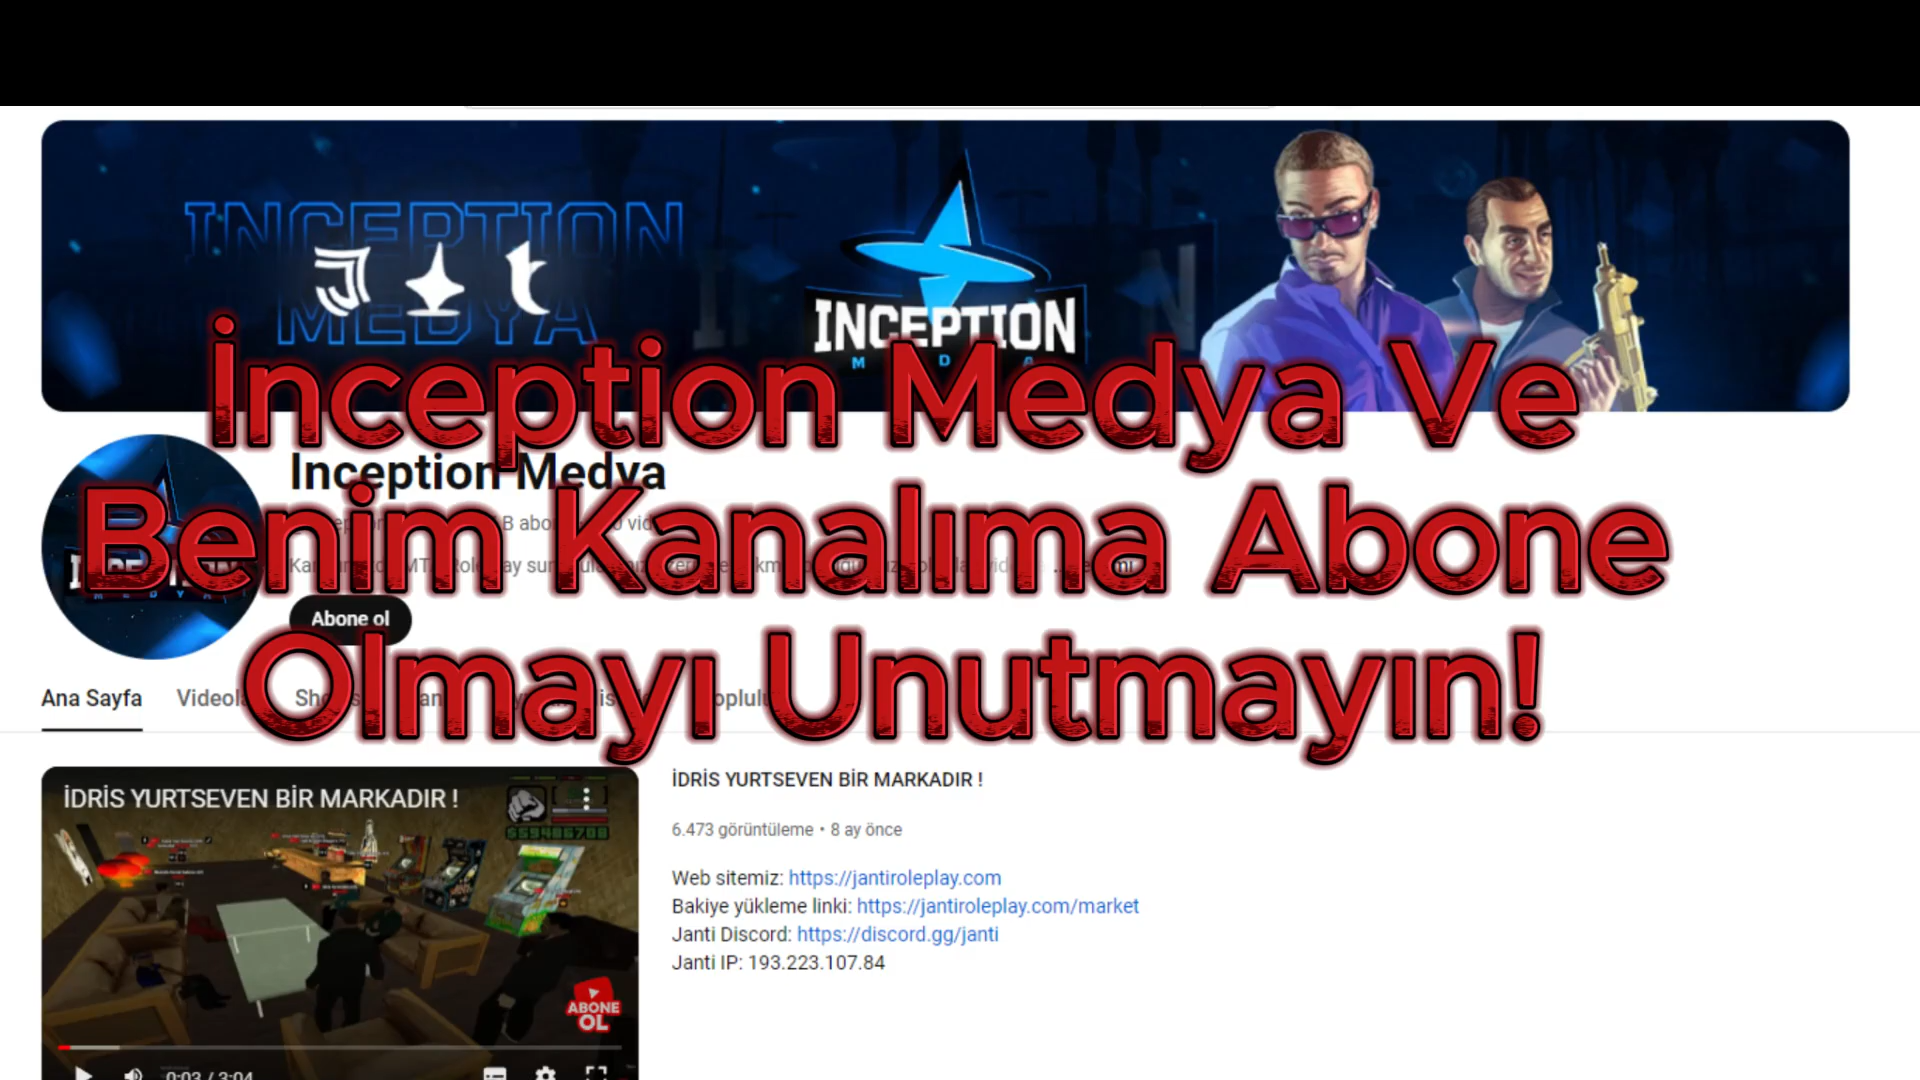 INCEPTION
MEDYA
INCEPTION
İnception Medya Ve
Inception Medya
Benim Kanalıma Abone
Abone ol
Olmayı Unutmayın!
Ana Sayfa
İDRİS YURTSEVEN BİR MARKADIR !
İDRİS YURTSEVEN BİR MARKADIR !
6.473 görüntüleme • 8 ay önce
Web sitemiz: https://jantiroleplay.com
Bakiye yükleme linki: https://jantiroleplay.com/market
Janti Discord: https://discord.gg/janti
Janti IP: 193.223.107.84
ABONE
OL
0:03 / 3:04